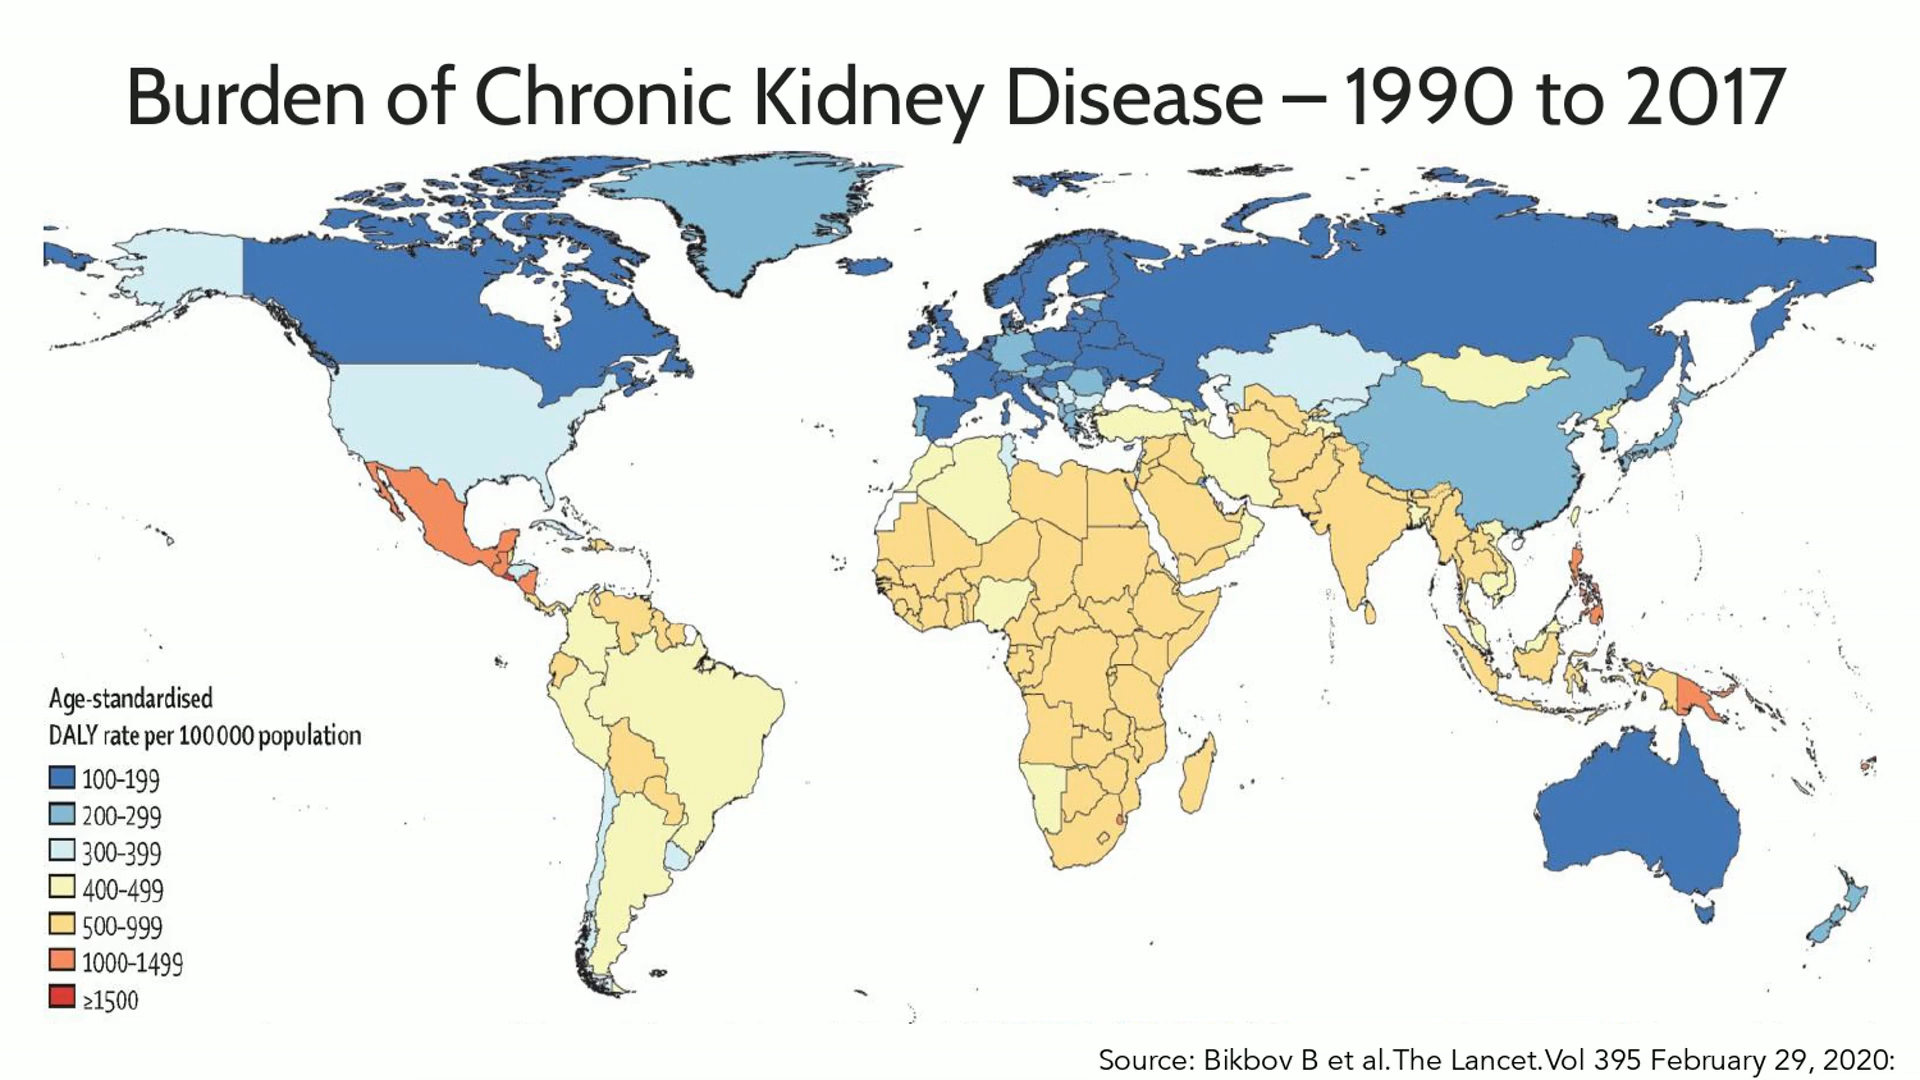 Burden of Chronic Kidney Disease – 1990 to 2017
Age-standardised
DALY rate per 100 000 population
100–199
200–299
300–399
400–499
500–999
1000–1499
≥1500
Source: Bikbov B et al.The Lancet.Vol 395 February 29, 2020: